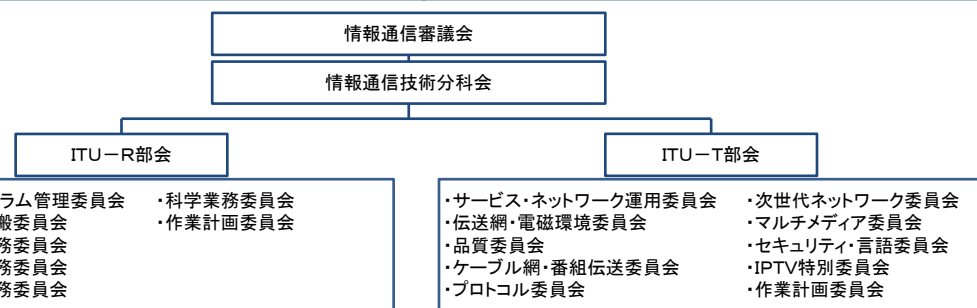 情報通信審議会
情報通信技術分科会
ITU-R部会
ラム管理委員会
般委員会
務委員会
務委員会
務委員会
・科学業務委員会
・作業計画委員会
ITU-T部会
・サービス・ネットワーク運用委員会
・伝送網・電磁環境委員会
・品質委員会
・ケーブル網・番組伝送委員会
・プロトコル委員会
・次世代ネットワーク委員会
・マルチメディア委員会
・セキュリティ・言語委員会
・IPTV特別委員会
・作業計画委員会